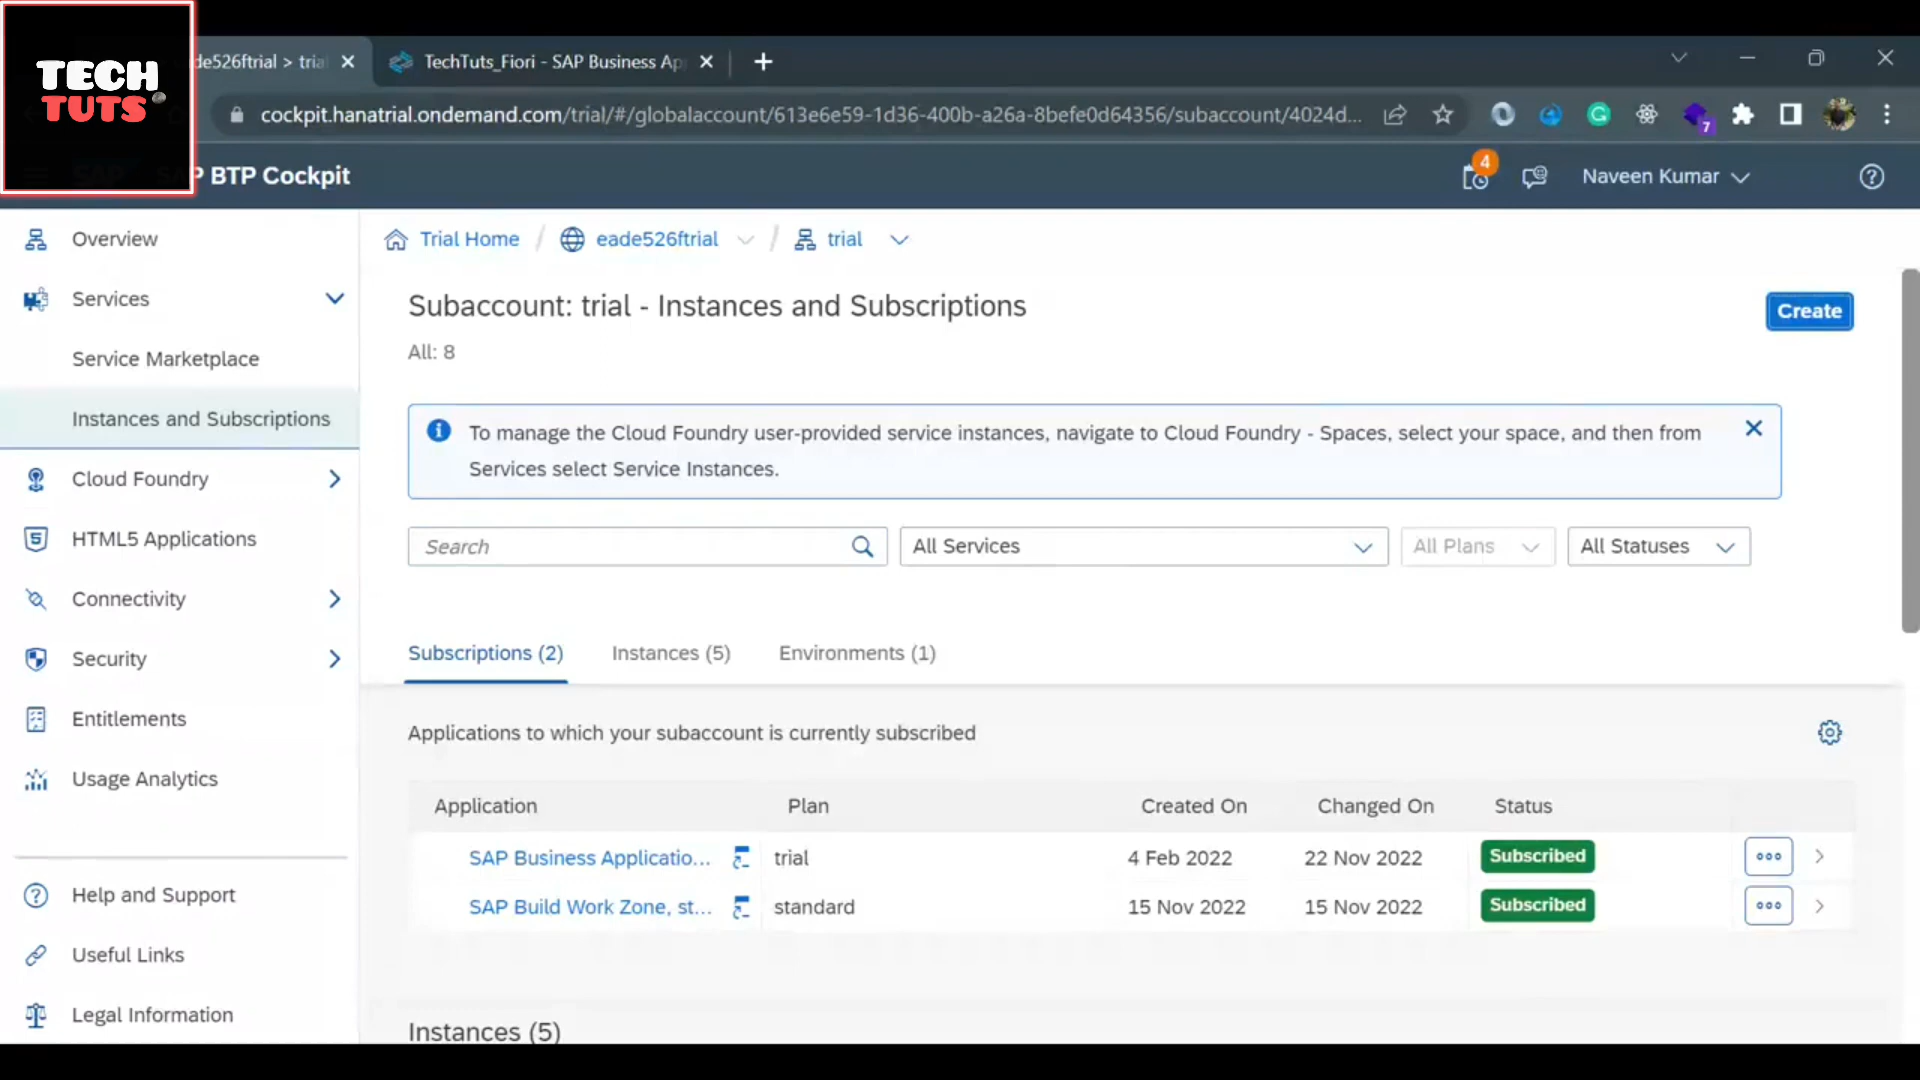 TECH
TUTS
de526ftrial > tria
TechTuts_Fiori - SAP Business Ap
cockpit.hanatrial.ondemand.com/trial/#/globalaccount/613e6e59-1d36-400b-a26a-8befe0d64356/subaccount/4024d...
7
P BTP Cockpit
4
Naveen Kumar
Overview
Services
Service Marketplace
Instances and Subscriptions
Cloud Foundry
HTML5 Applications
Connectivity
Security
Entitlements
Usage Analytics
Help and Support
Useful Links
Legal Information
Trial Home / eade526ftrial / trial
Subaccount: trial - Instances and Subscriptions
Create
All: 8
To manage the Cloud Foundry user-provided service instances, navigate to Cloud Foundry - Spaces, select your space, and then from
Services select Service Instances.
Search
All Services
All Plans
All Statuses
Subscriptions (2) Instances (5) Environments (1)
Applications to which your subaccount is currently subscribed
Application Plan Created On Changed On Status
SAP Business Applicatio... trial 4 Feb 2022 22 Nov 2022 Subscribed
SAP Build Work Zone, st... standard 15 Nov 2022 15 Nov 2022 Subscribed
Instances (5)